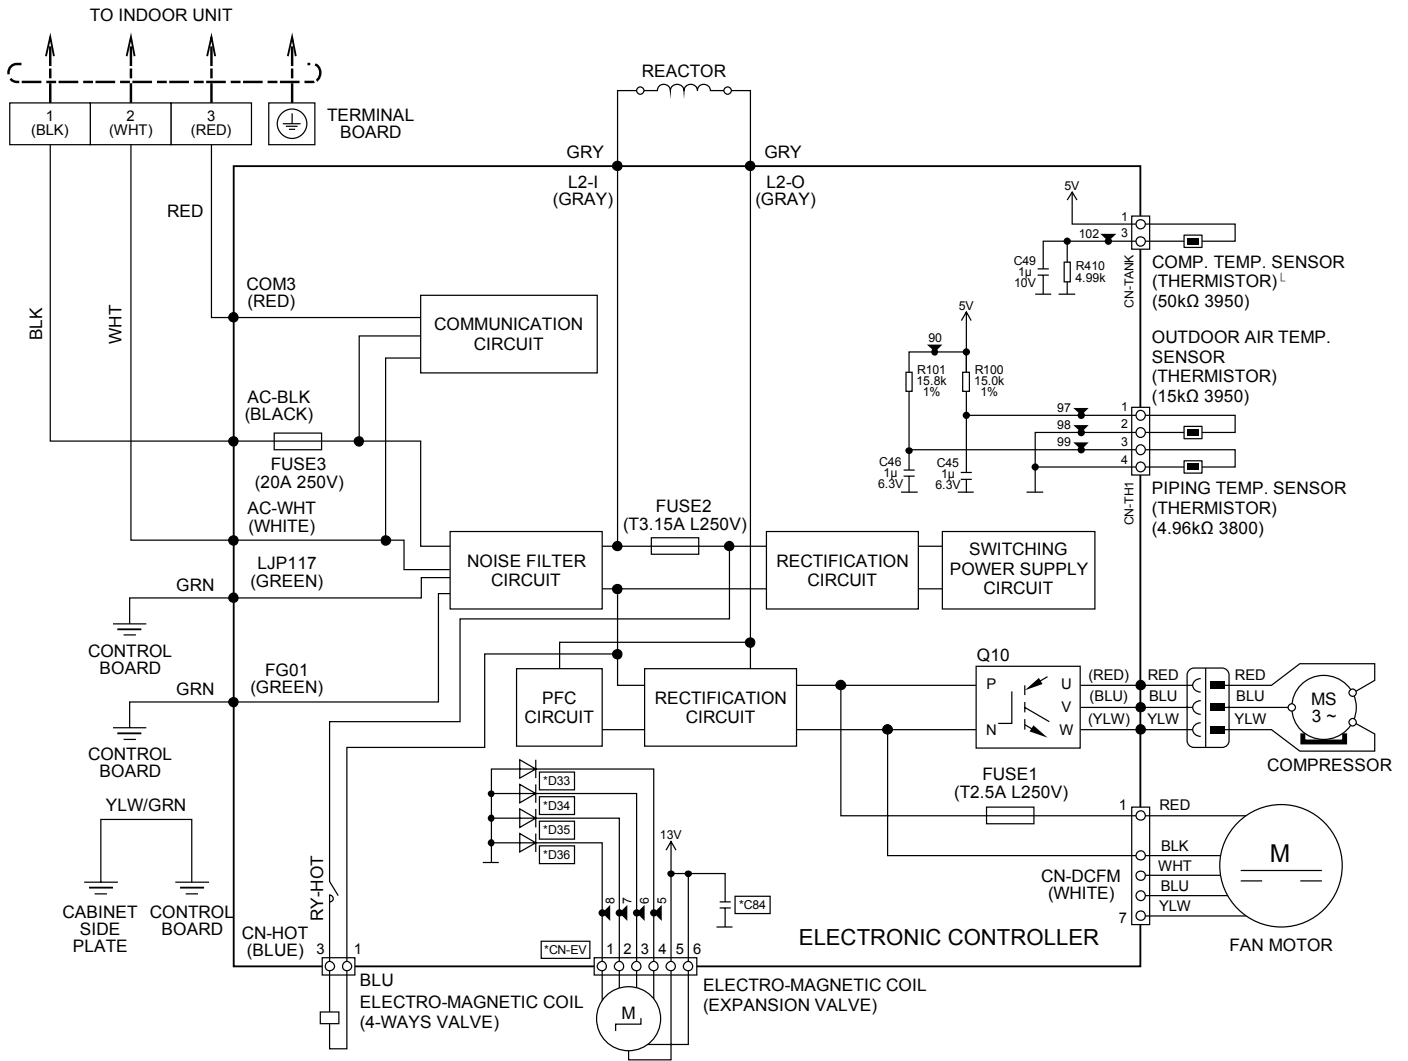 TO INDOOR UNIT
REACTOR
1
(BLK)
2
(WHT)
3
(RED)
TERMINAL
BOARD
GRY
GRY
L2-I
(GRAY)
L2-O
(GRAY)
RED
BLK
WHT
COM3
(RED)
COMMUNICATION
CIRCUIT
AC-BLK
(BLACK)
FUSE3
(20A 250V)
AC-WHT
(WHITE)
LJP117
(GREEN)
GRN
CONTROL
BOARD
FG01
(GREEN)
GRN
CONTROL
BOARD
YLW/GRN
CABINET
SIDE
PLATE
CONTROL
BOARD
5V
102
1
3
C49
1µ
10V
R410
4.99k
CN-TANK
COMP. TEMP. SENSOR
(THERMISTOR) L
(50kΩ 3950)
5V
90
R101
15.8k
1%
R100
15.0k
1%
97
98
99
1
2
3
4
C46
1µ
6.3V
C45
1µ
6.3V
CN-TH1
OUTDOOR AIR TEMP.
SENSOR
(THERMISTOR)
(15kΩ 3950)
PIPING TEMP. SENSOR
(THERMISTOR)
(4.96kΩ 3800)
FUSE2
(T3.15A L250V)
NOISE FILTER
CIRCUIT
RECTIFICATION
CIRCUIT
SWITCHING
POWER SUPPLY
CIRCUIT
PFC
CIRCUIT
RECTIFICATION
CIRCUIT
Q10
P
N
U
V
W
(RED)
(BLU)
(YLW)
RED
BLU
YLW
RED
BLU
YLW
MS
3 ~
COMPRESSOR
FUSE1
(T2.5A L250V)
1
RED
BLK
WHT
BLU
YLW
7
CN-DCFM
(WHITE)
M
FAN MOTOR
*D33
*D34
*D35
*D36
13V
*C84
8
7
6
5
*CN-EV
1
2
3
4
5
6
RY-HOT
CN-HOT
(BLUE)
3
1
BLU
ELECTRO-MAGNETIC COIL
(4-WAYS VALVE)
M
ELECTRO-MAGNETIC COIL
(EXPANSION VALVE)
ELECTRONIC CONTROLLER